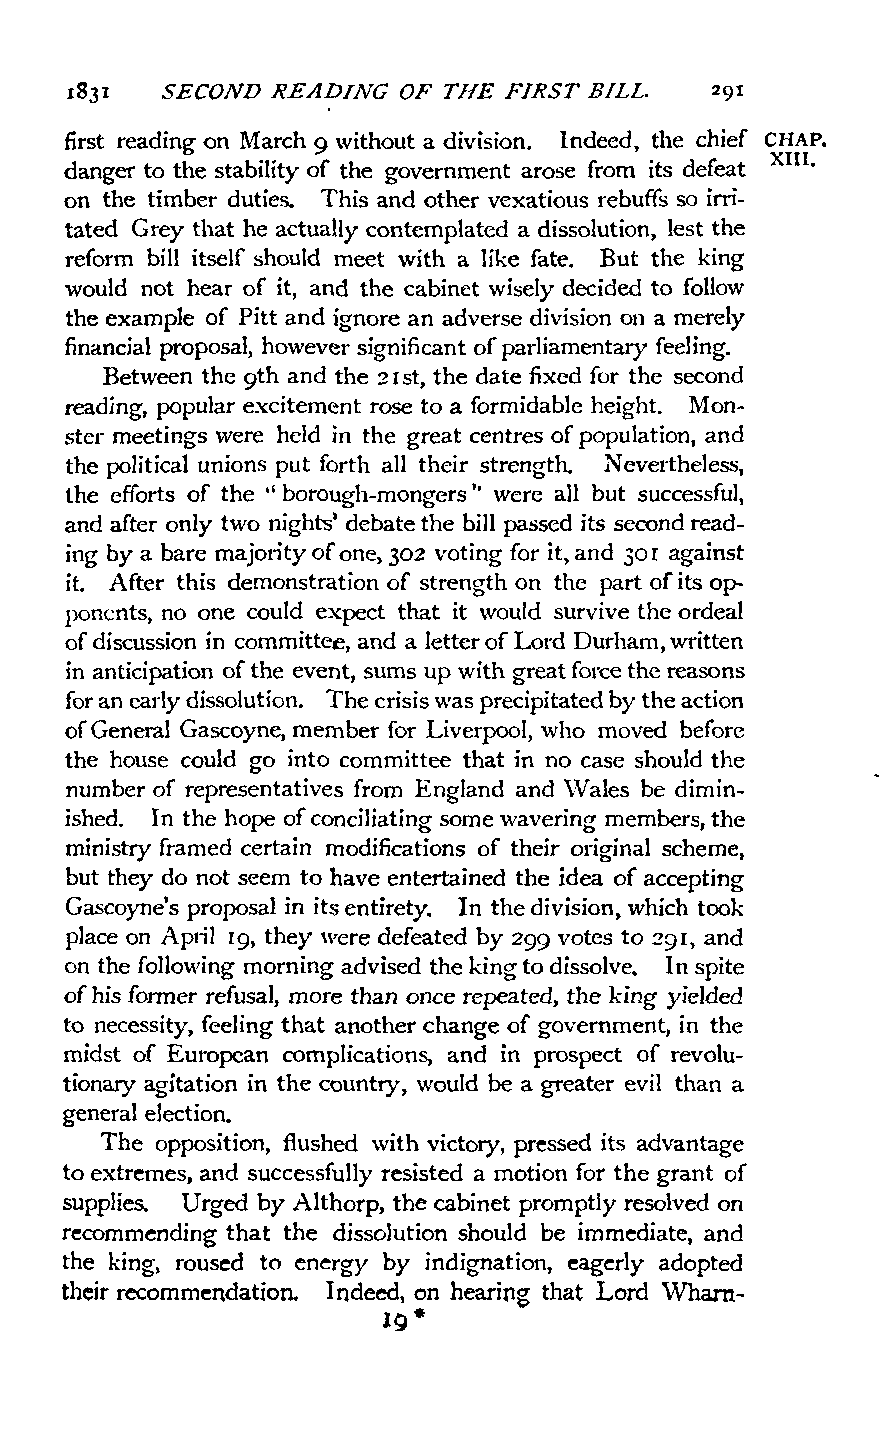 1831 SECOND READING OF THE FIRST BILL. 291
first reading on March 9 without a division. Indeed, the chief CHAP.
danger to the stability of the government arose from its defeat XIII.
on the timber duties. This and other vexatious rebuffs so irri-
tated Grey that he actually contemplated a dissolution, lest the
reform bill itself should meet with a like fate. But the king
would not hear of it, and the cabinet wisely decided to follow
the example of Pitt and ignore an adverse division on a merely
financial proposal, however significant of parliamentary feeling.
Between the 9th and the 21st, the date fixed for the second
reading, popular excitement rose to a formidable height. Mon-
ster meetings were held in the great centres of population, and
the political unions put forth all their strength. Nevertheless,
the efforts of the "borough-mongers" were all but successful,
and after only two nights' debate the bill passed its second read-
ing by a bare majority of one, 302 voting for it, and 301 against
it. After this demonstration of strength on the part of its op-
ponents, no one could expect that it would survive the ordeal
of discussion in committee, and a letter of Lord Durham, written
in anticipation of the event, sums up with great force the reasons
for an early dissolution. The crisis was precipitated by the action
of General Gascoyne, member for Liverpool, who moved before
the house could go into committee that in no case should the
number of representatives from England and Wales be dimin-
ished. In the hope of conciliating some wavering members, the
ministry framed certain modifications of their original scheme,
but they do not seem to have entertained the idea of accepting
Gascoyne's proposal in its entirety. In the division, which took
place on April 19, they were defeated by 299 votes to 291, and
on the following morning advised the king to dissolve. In spite
of his former refusal, more than once repeated, the king yielded
to necessity, feeling that another change of government, in the
midst of European complications, and in prospect of revolu-
tionary agitation in the country, would be a greater evil than a
general election.
The opposition, flushed with victory, pressed its advantage
to extremes, and successfully resisted a motion for the grant of
supplies. Urged by Althorp, the cabinet promptly resolved on
recommending that the dissolution should be immediate, and
the king, roused to energy by indignation, eagerly adopted
their recommendation. Indeed, on hearing that Lord Wharn-
19*